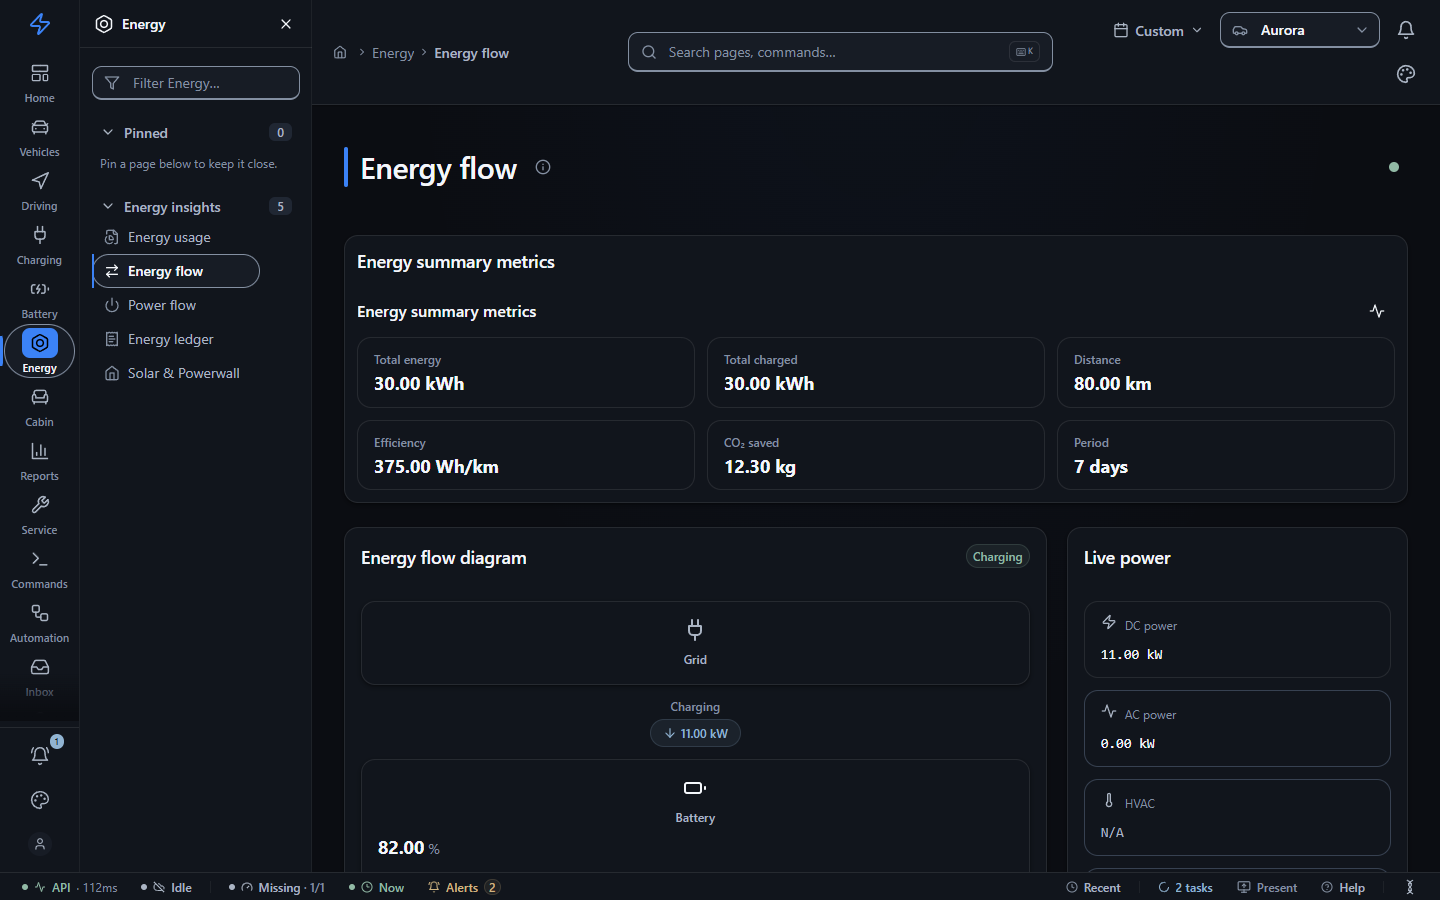 Energy
Filter Energy...
Home
Vehicles
Driving
Charging
Battery
Energy
Cabin
Reports
Service
Commands
Automation
Inbox
1
Pinned
0
Pin a page below to keep it close.
Energy insights
5
Energy usage
Energy flow
Power flow
Energy ledger
Solar & Powerwall
Energy
Energy flow
Search pages, commands...
K
Custom
Aurora
Energy flow
Energy summary metrics
Energy summary metrics
Total energy
30.00 kWh
Total charged
30.00 kWh
Distance
80.00 km
Efficiency
375.00 Wh/km
CO₂ saved
12.30 kg
Period
7 days
Energy flow diagram
Charging
Grid
Charging
↓ 11.00 kW
Battery
82.00 %
Live power
DC power
11.00 kW
AC power
0.00 kW
HVAC
N/A
API · 112ms
Idle
Missing · 1/1
Now
Alerts 2
Recent
2 tasks
Present
Help